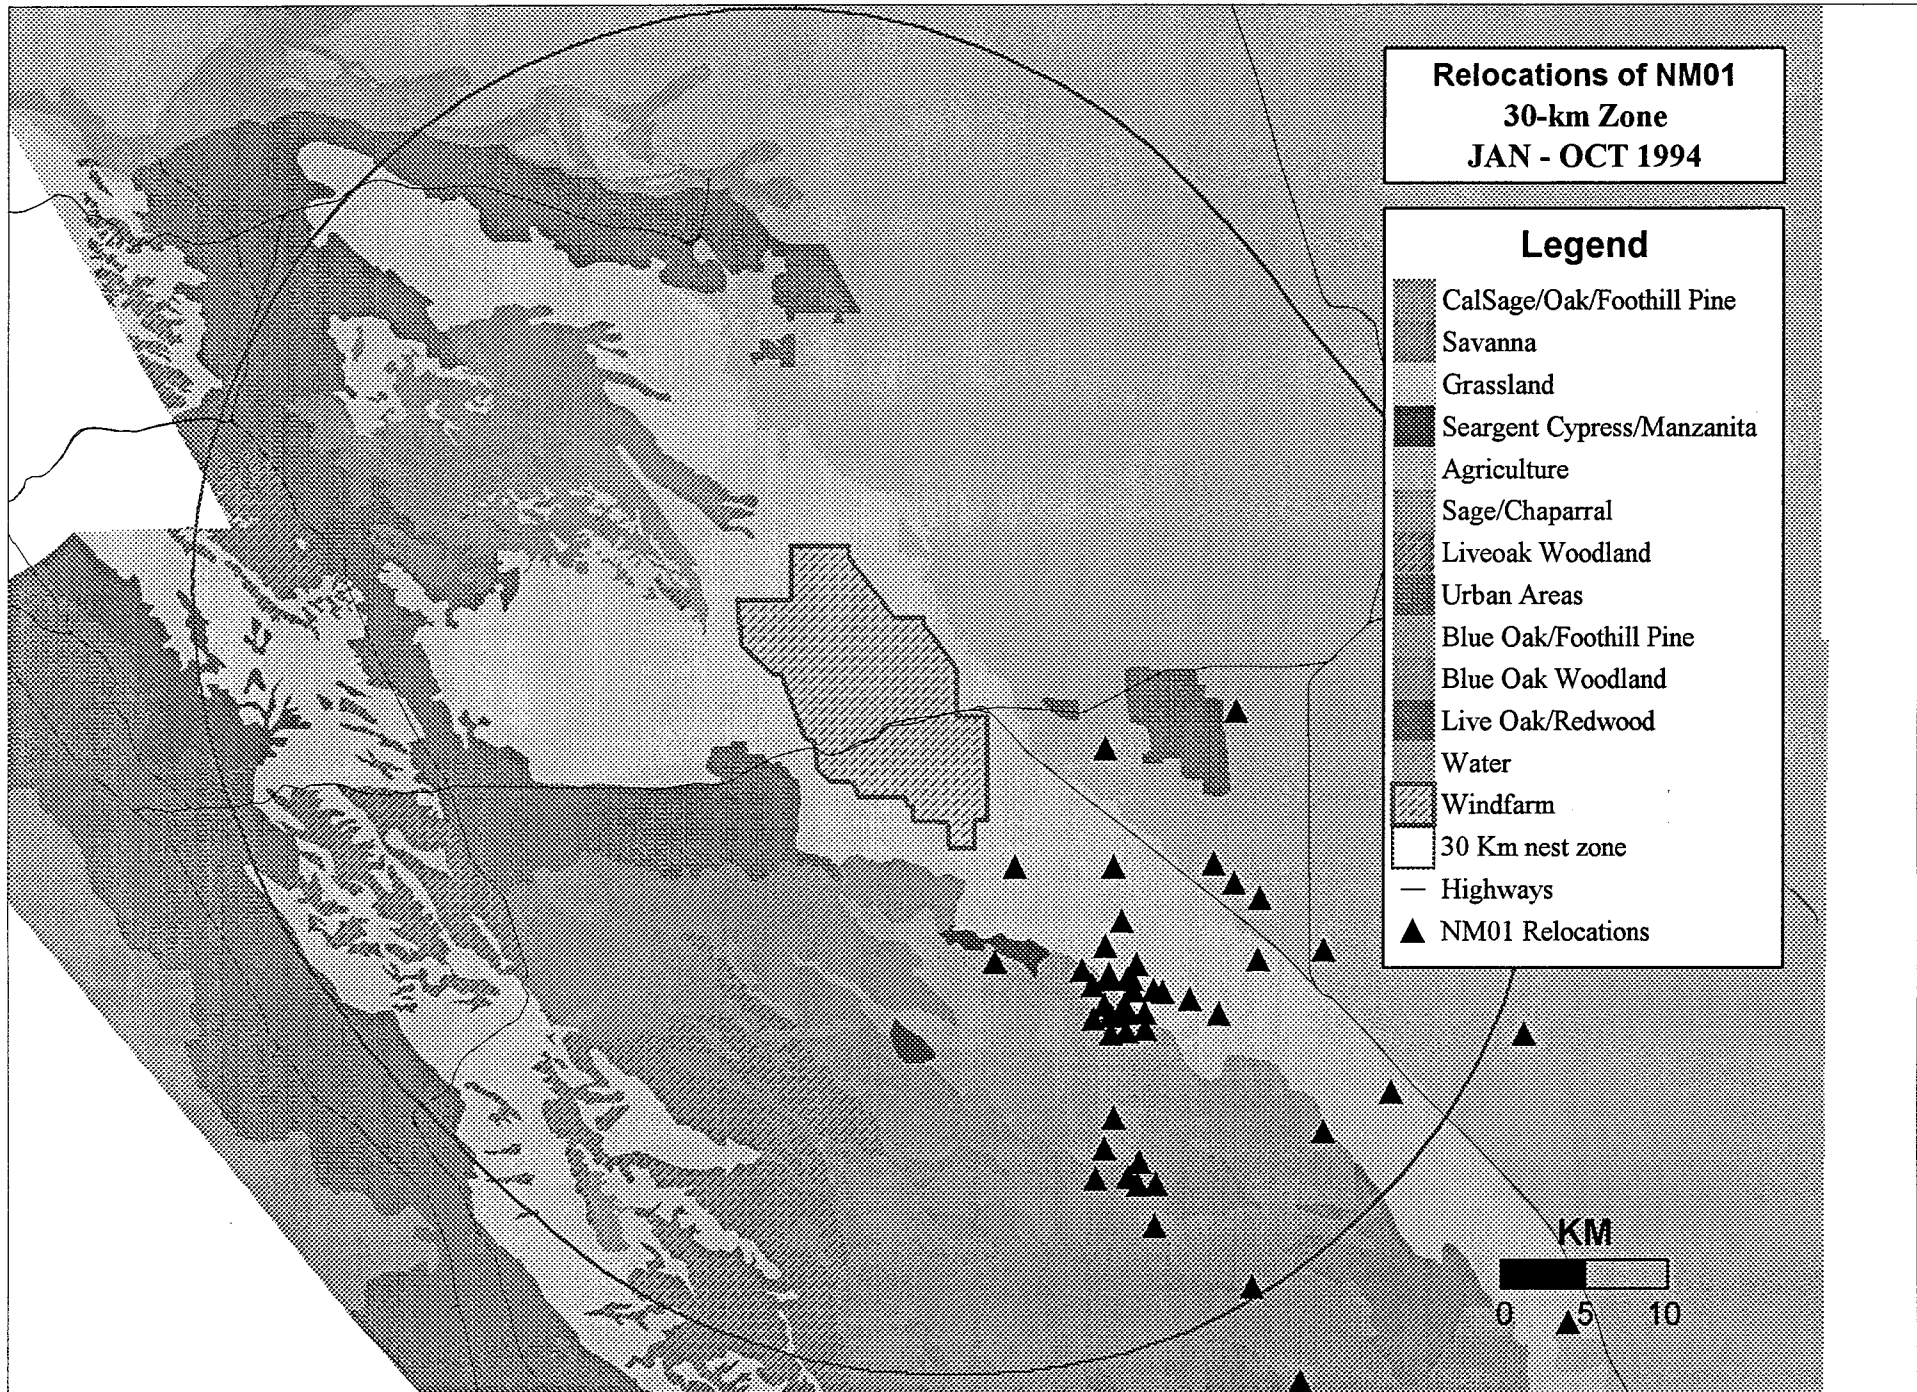 Relocations of NM01
30-km Zone
JAN - OCT 1994
Legend
CalSage/Oak/Foothill Pine
Savanna
Grassland
Seargent Cypress/Manzanita
Agriculture
Sage/Chaparral
Liveoak Woodland
Urban Areas
Blue Oak/Foothill Pine
Blue Oak Woodland
Live Oak/Redwood
Water
Windfarm
30 Km nest zone
Highways
NM01 Relocations
KM
0 5 10